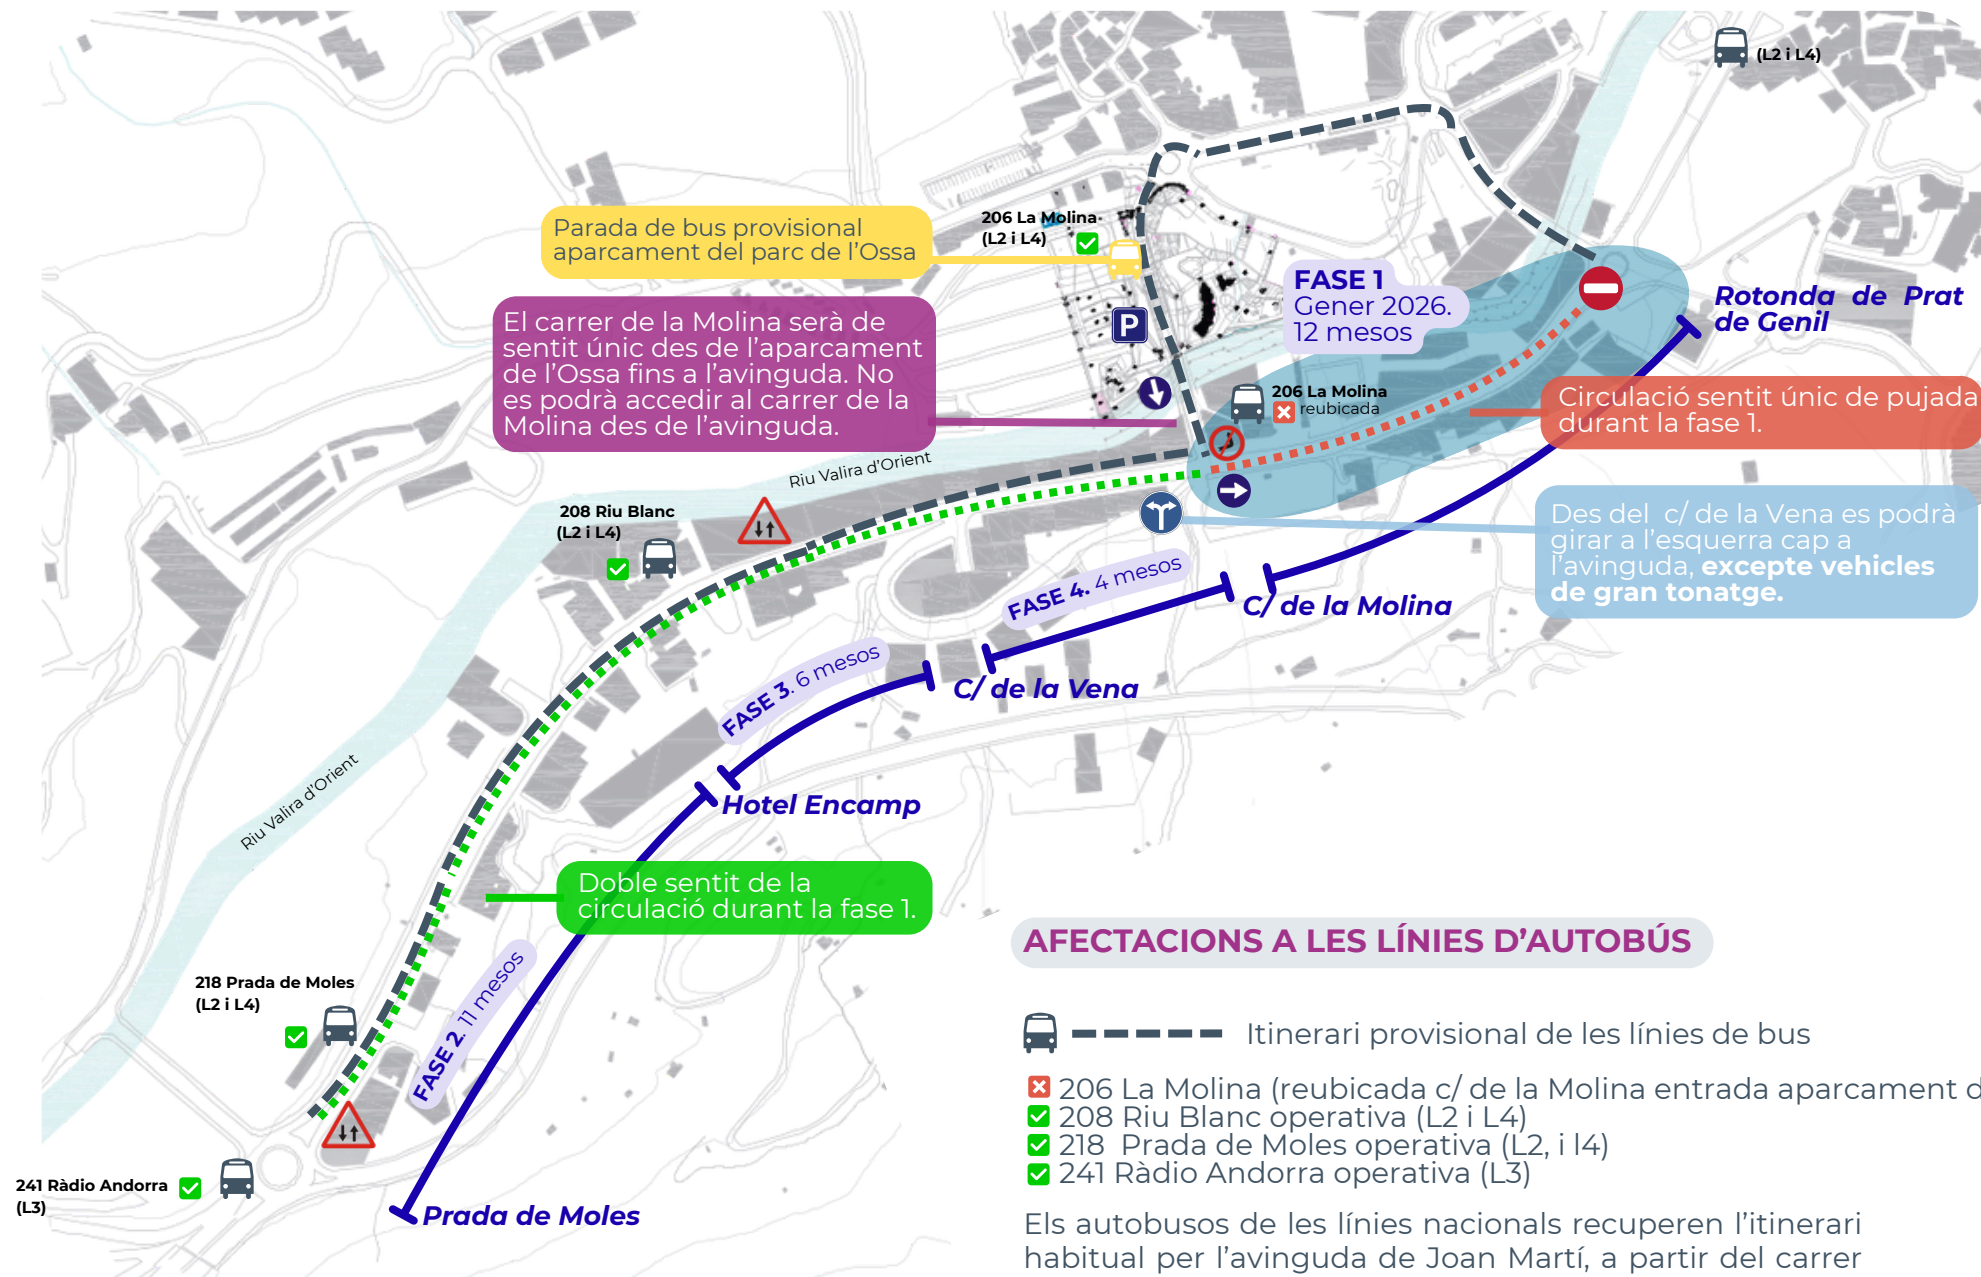 (L2 i L4)
Parada de bus provisional
aparcament del parc de l'Ossa
206 La Molina
(L2 i L4)
El carrer de la Molina serà de
sentit únic des de l'aparcament
de l'Ossa fins a l'avinguda. No
es podrà accedir al carrer de la
Molina des de l'avinguda.
P
FASE 1
Gener 2026.
12 mesos
Rotonda de Prat
de Genil
206 La Molina
reubicada
Circulació sentit únic de pujada
durant la fase 1.
Riu Valira d'Orient
208 Riu Blanc
(L2 i L4)
Des del c/ de la Vena es podrà
girar a l'esquerra cap a
l'avinguda, excepte vehicles
de gran tonatge.
FASE 4. 4 mesos
C/ de la Molina
FASE 3. 6 mesos
C/ de la Vena
Riu Valira d'Orient
Hotel Encamp
Doble sentit de la
circulació durant la fase 1.
FASE 2. 11 mesos
218 Prada de Moles
(L2 i L4)
241 Ràdio Andorra
(L3)
Prada de Moles
AFECTACIONS A LES LÍNIES D'AUTOBÚS
Itinerari provisional de les línies de bus
206 La Molina (reubicada c/ de la Molina entrada aparcament d
208 Riu Blanc operativa (L2 i L4)
218 Prada de Moles operativa (L2, i l4)
241 Ràdio Andorra operativa (L3)
Els autobusos de les línies nacionals recuperen l'itinerari
habitual per l'avinguda de Joan Martí, a partir del carrer